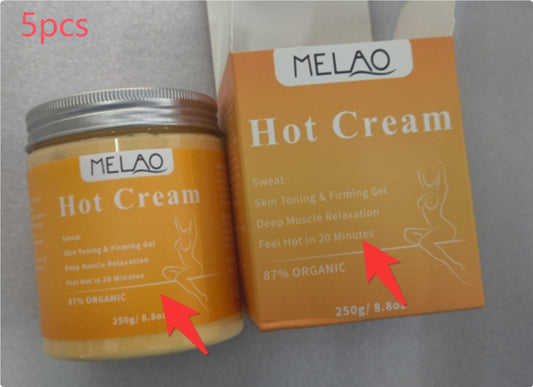 5pcs
MELAO
Hot Cream
Sweat
Skin Toning & Firming Gel
Deep Muscle Relaxation
Feel Hot In 20 Minutes
87% ORGANIC
250g/ 8.8oz
MELAO
Hot Cream
Sweat
Skin Toning & Firming Gel
Deep Muscle Relaxation
Feel Hot In 20 Minutes
87% ORGANIC
250g/ 8.8oz